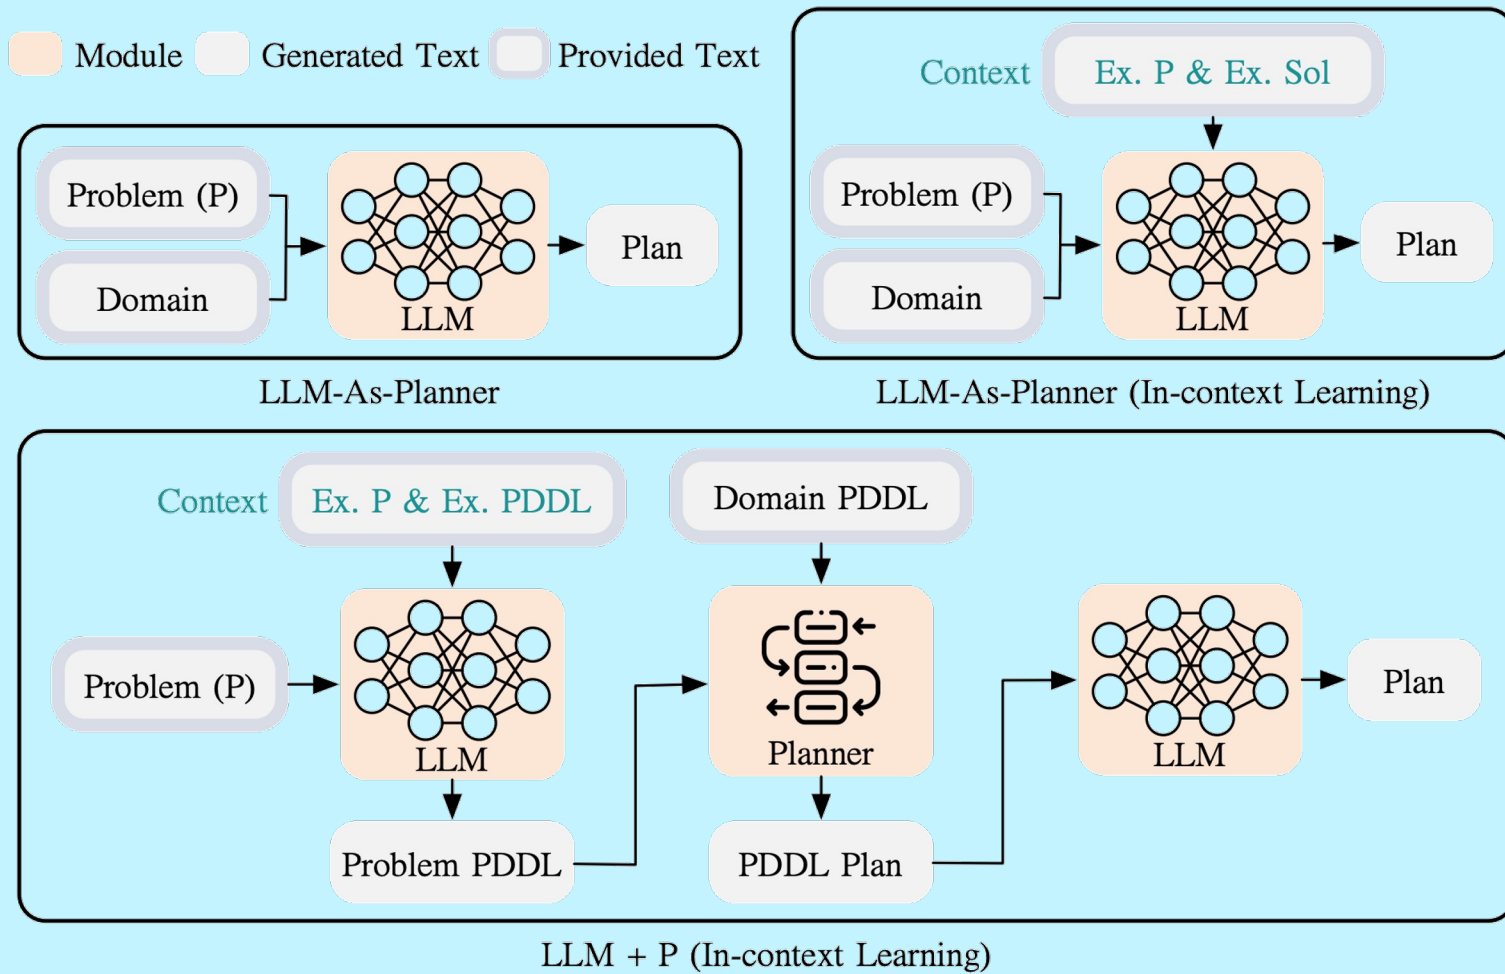 Module
Generated Text
Provided Text
Problem (P)
Domain
LLM
Plan
LLM-As-Planner
Context
Ex. P & Ex. Sol
Problem (P)
Domain
LLM
Plan
LLM-As-Planner (In-context Learning)
Context
Ex. P & Ex. PDDL
Domain PDDL
Problem (P)
LLM
Planner
LLM
Plan
Problem PDDL
PDDL Plan
LLM + P (In-context Learning)